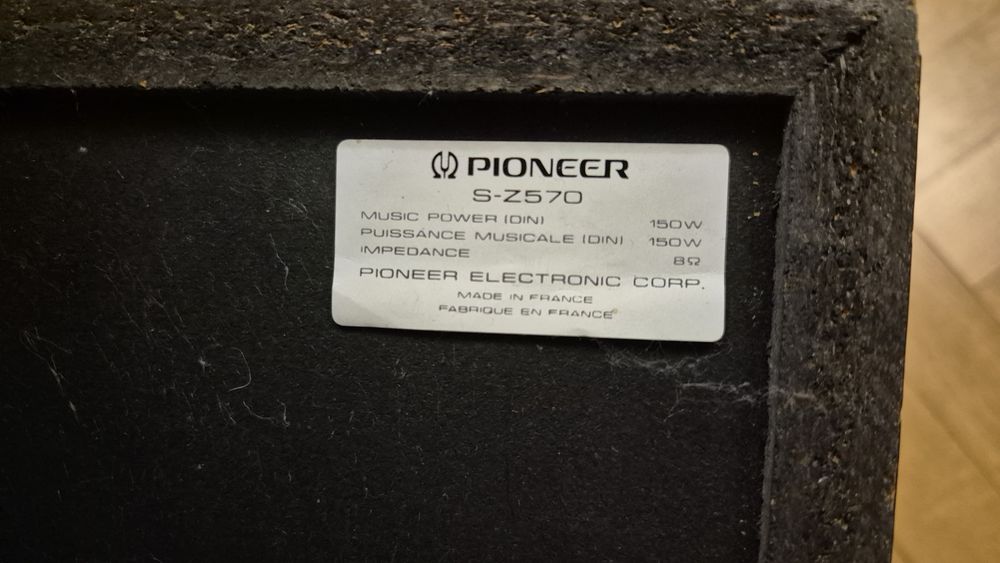 PIONEER
S-Z570
MUSIC POWER (DIN) 150W
PUISSANCE MUSICALE (DIN) 150W
IMPEDANCE 8Ω
PIONEER ELECTRONIC CORP.
MADE IN FRANCE
FABRIQUE EN FRANCE